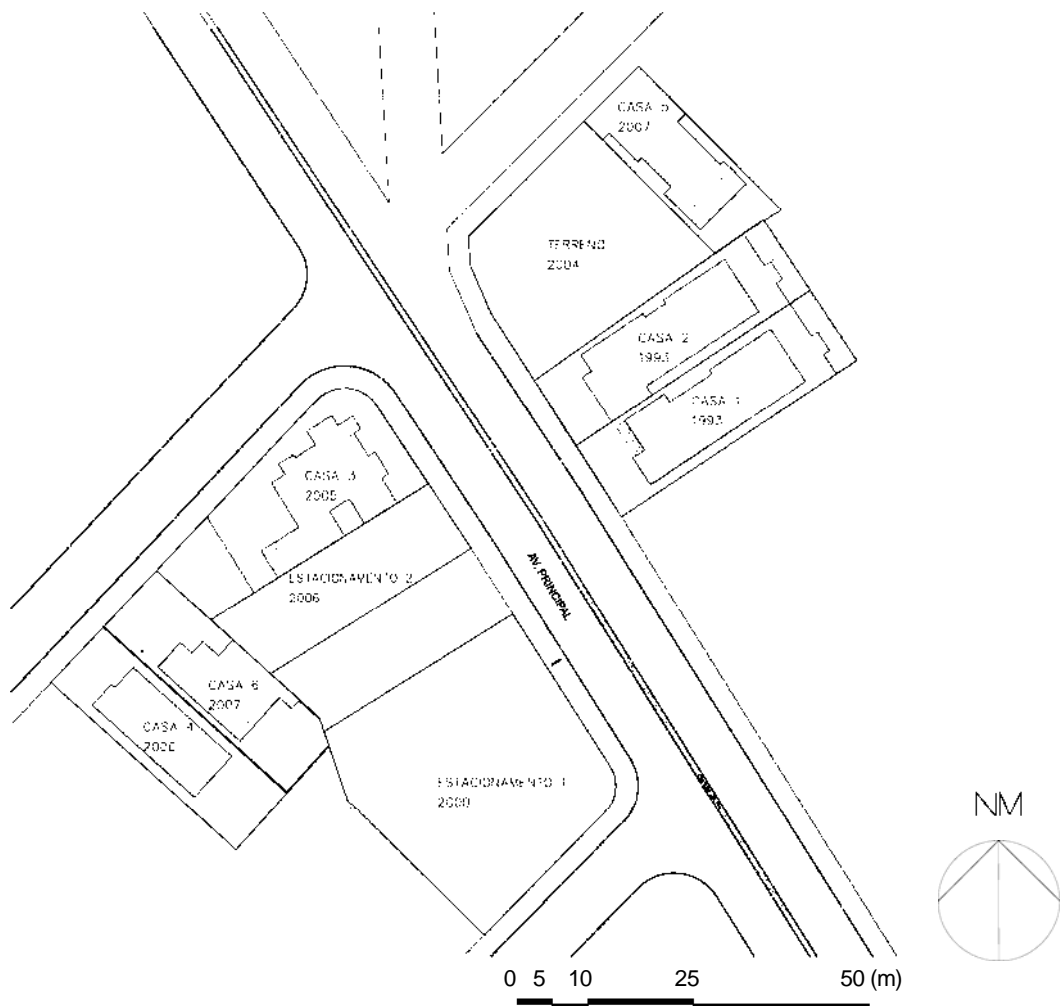 CASA 5
2007
TERRENO
2004
CASA 2
1993
CASA 1
1993
CASA 3
2005
ESTACIONAMENTO 2
2006
AV. PRINCIPAL
CASA 6
2007
CASA 4
2006
ESTACIONAMENTO 1
2000
NM
0 5 10 25 50 (m)